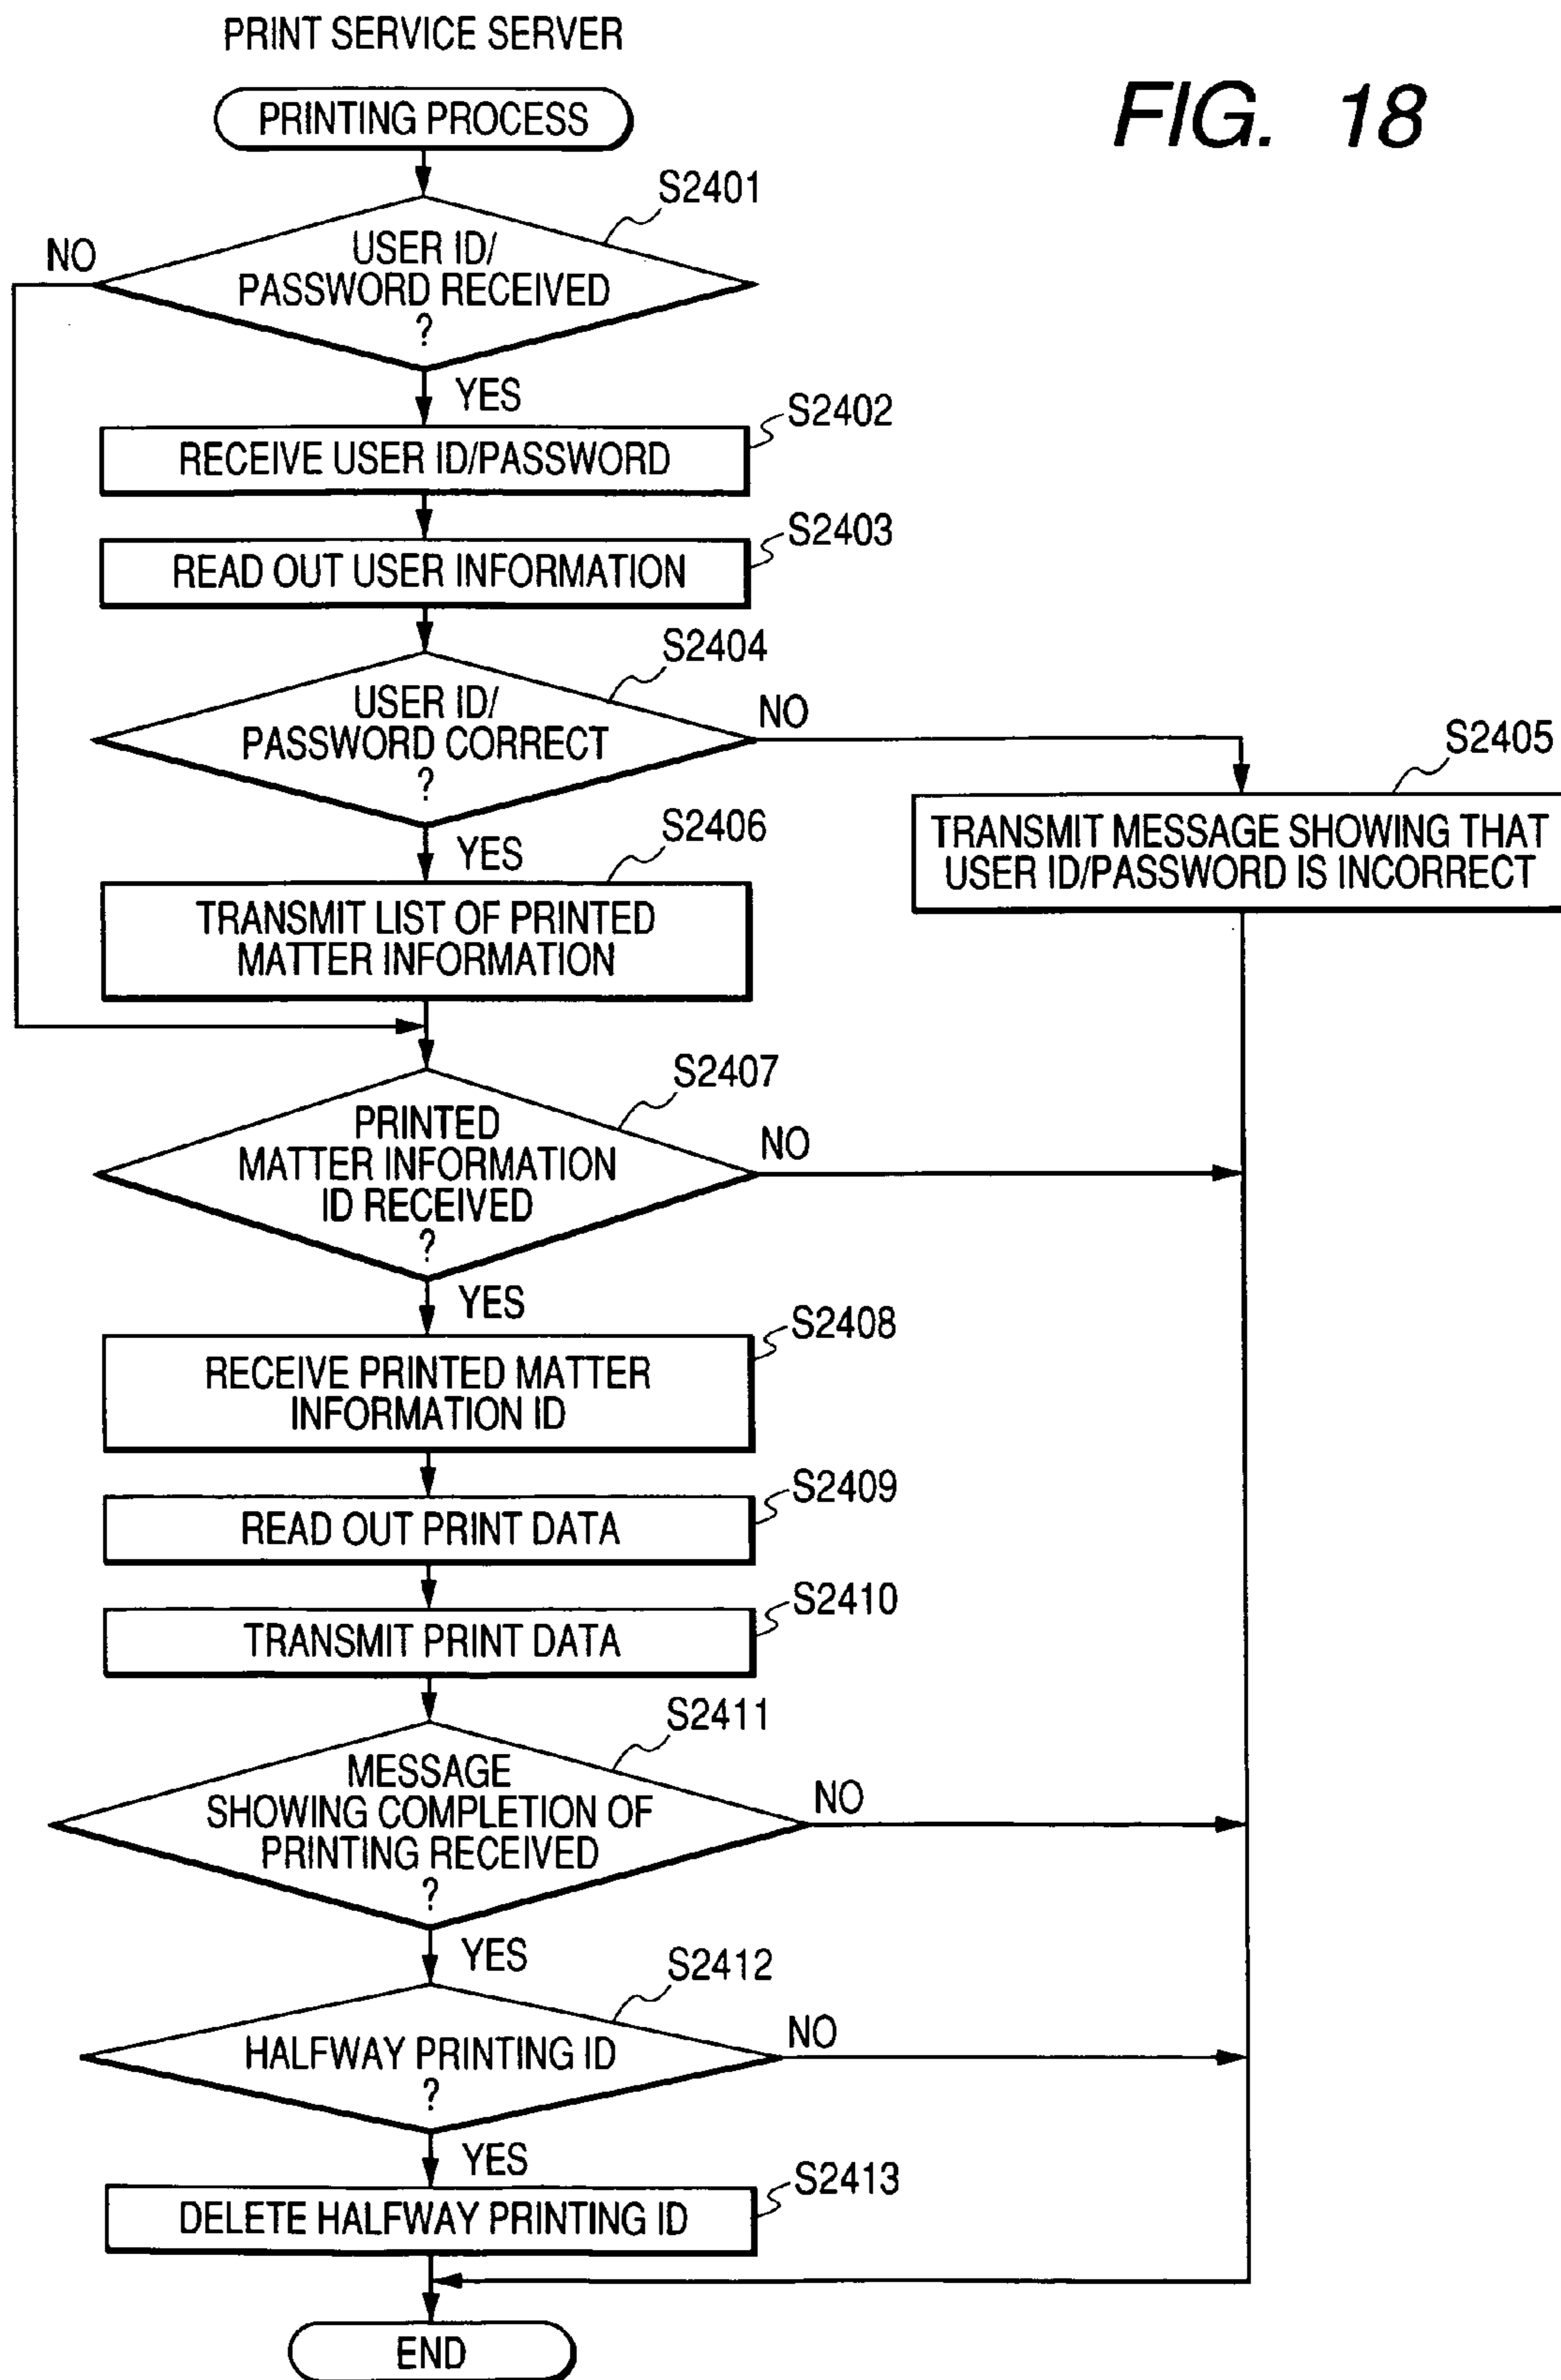 PRINT SERVICE SERVER
FIG. 18
PRINTING PROCESS
S2401
NO
USER ID/
PASSWORD RECEIVED
?
YES
S2402
RECEIVE USER ID/PASSWORD
S2403
READ OUT USER INFORMATION
S2404
USER ID/
PASSWORD CORRECT
?
NO
S2405
TRANSMIT MESSAGE SHOWING THAT
USER ID/PASSWORD IS INCORRECT
YES
S2406
TRANSMIT LIST OF PRINTED
MATTER INFORMATION
S2407
PRINTED
MATTER INFORMATION
ID RECEIVED
?
NO
YES
S2408
RECEIVE PRINTED MATTER
INFORMATION ID
S2409
READ OUT PRINT DATA
S2410
TRANSMIT PRINT DATA
S2411
MESSAGE
SHOWING COMPLETION OF
PRINTING RECEIVED
?
NO
YES
S2412
HALFWAY PRINTING ID
?
NO
YES
S2413
DELETE HALFWAY PRINTING ID
END